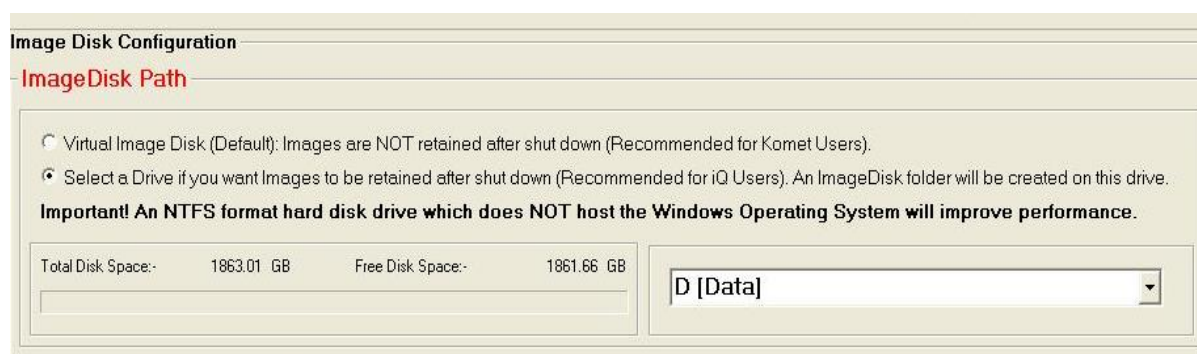 Image Disk Configuration
ImageDisk Path
Virtual Image Disk (Default): Images are NOT retained after shut down (Recommended for Komet Users).
Select a Drive if you want Images to be retained after shut down (Recommended for iQ Users). An ImageDisk folder will be created on this drive.
Important! An NTFS format hard disk drive which does NOT host the Windows Operating System will improve performance.
Total Disk Space:- 1863.01 GB Free Disk Space:- 1861.66 GB
D [Data]